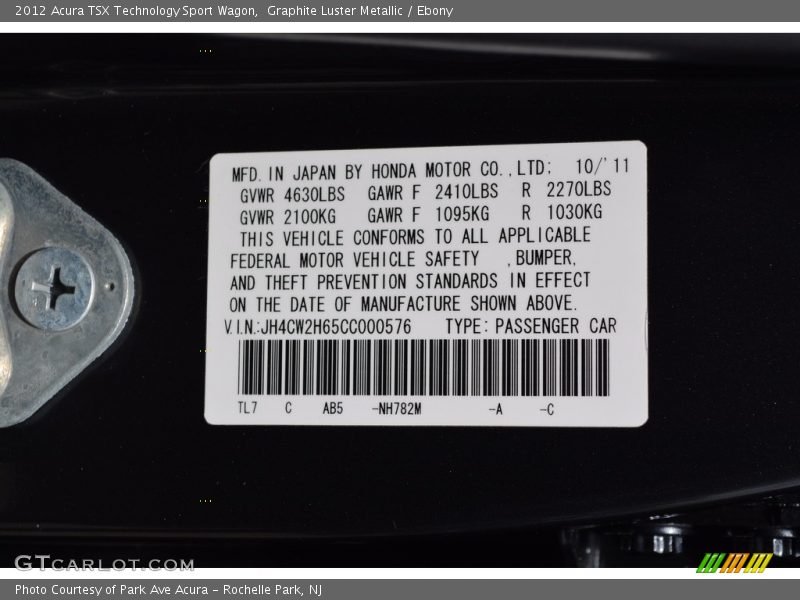 2012 Acura TSX Technology Sport Wagon,  Graphite Luster Metallic / Ebony
MFD. IN JAPAN BY HONDA MOTOR CO.,LTD; 10/'11
GVWR 4630LBS GAWR F 2410LBS R 2270LBS
GVWR 2100KG GAWR F 1095KG R 1030KG
THIS VEHICLE CONFORMS TO ALL APPLICABLE
FEDERAL MOTOR VEHICLE SAFETY ,BUMPER,
AND THEFT PREVENTION STANDARDS IN EFFECT
ON THE DATE OF MANUFACTURE SHOWN ABOVE.
V.I.N.:JH4CW2H65CC000576 TYPE: PASSENGER CAR
TL7 C AB5 -NH782M -A -C
GTCARLOT.COM
Photo Courtesy of Park Ave Acura - Rochelle Park, NJ